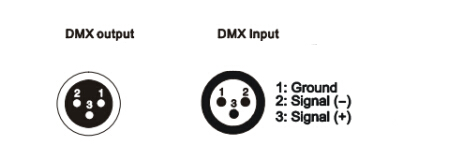 DMX output
DMX Input
2 1
3
1 2
3
1: Ground
2: Signal (−)
3: Signal (+)